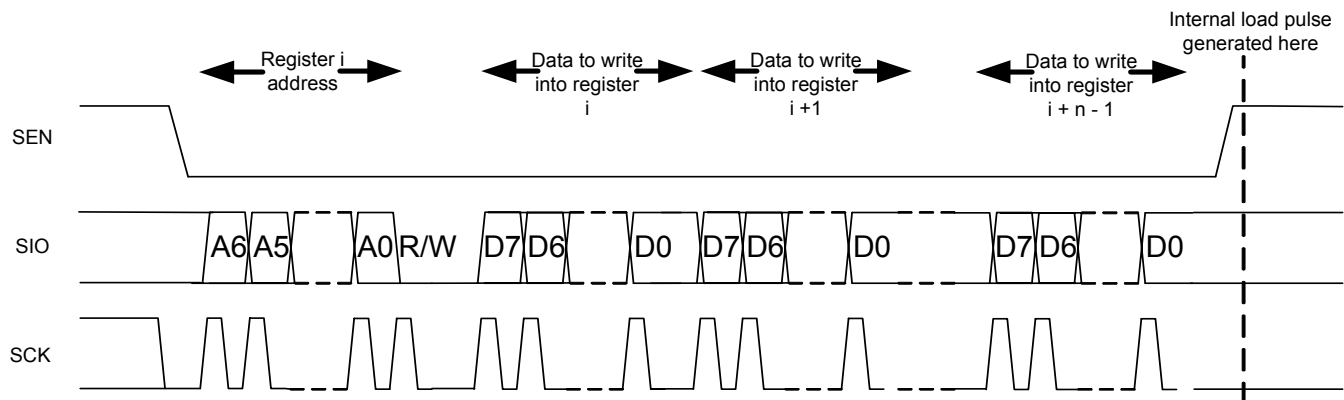 Internal load pulse
generated here
Register i
address
Data to write
into register
i
Data to write
into register
i +1
Data to write
into register
i + n - 1
SEN
SIO
A6 A5 A0 R/W D7 D6 D0 D7 D6 D0 D7 D6 D0
SCK